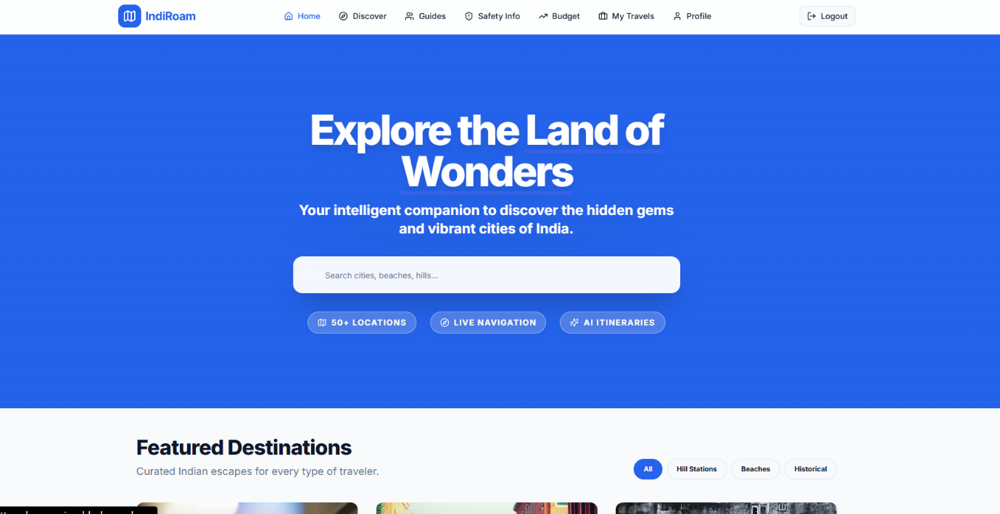 IndiRoam
Home
Discover
Guides
Safety Info
Budget
My Travels
Profile
Logout
Explore the Land of
Wonders
Your intelligent companion to discover the hidden gems
and vibrant cities of India.
Search cities, beaches, hills...
50+ LOCATIONS
LIVE NAVIGATION
AI ITINERARIES
Featured Destinations
Curated Indian escapes for every type of traveler.
All
Hill Stations
Beaches
Historical